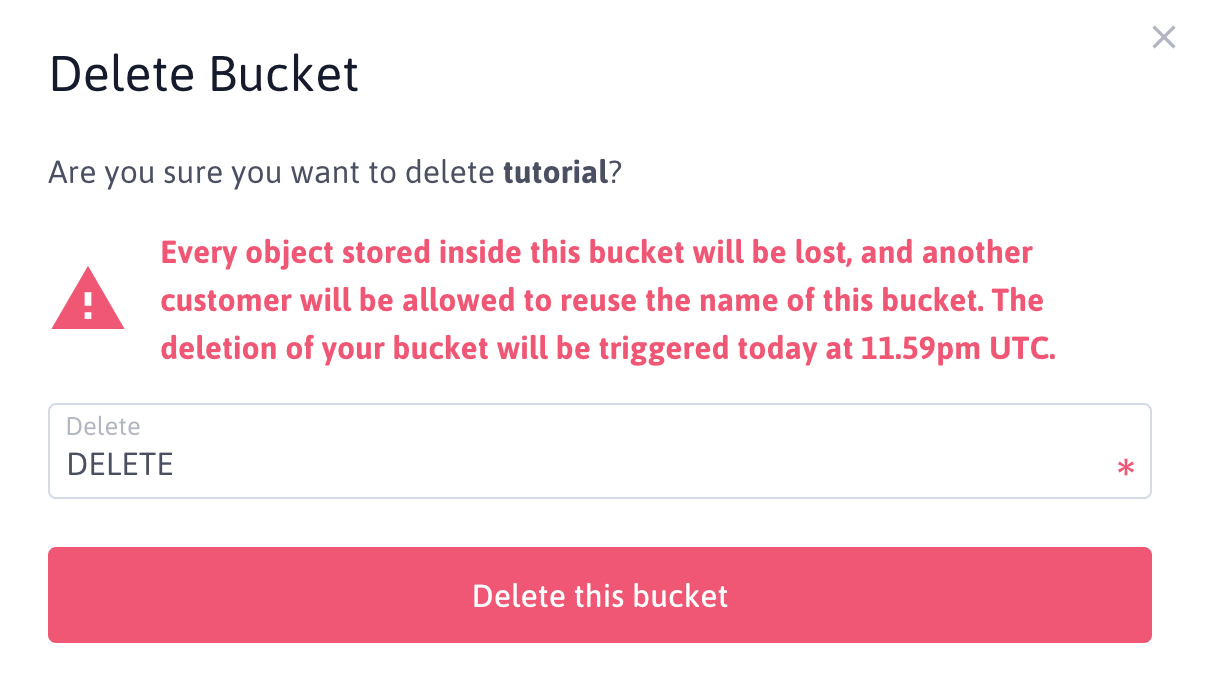 Delete Bucket
Are you sure you want to delete tutorial?
Every object stored inside this bucket will be lost, and another
customer will be allowed to reuse the name of this bucket. The
deletion of your bucket will be triggered today at 11.59pm UTC.
Delete
DELETE
*
Delete this bucket